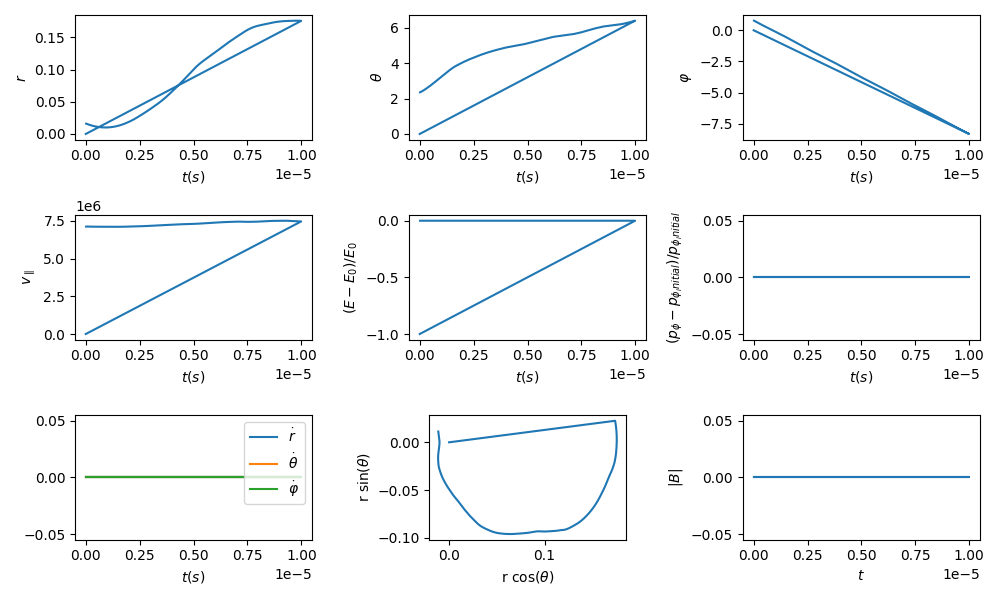 r
0.15
0.10
0.05
0.00
0.00 0.25 0.50 0.75 1.00
t(s)
1e−5
θ
6
4
2
0
0.00 0.25 0.50 0.75 1.00
t(s)
1e−5
φ
0.0
−2.5
−5.0
−7.5
0.00 0.25 0.50 0.75 1.00
t(s)
1e−5
1e6
v∥
7.5
5.0
2.5
0.0
0.00 0.25 0.50 0.75 1.00
t(s)
1e−5
(E − E₀)/E₀
0.0
−0.5
−1.0
0.00 0.25 0.50 0.75 1.00
t(s)
1e−5
(p_ϕ − p_{ϕ_initial})/p_{ϕ_initial}
0.05
0.00
−0.05
0.00 0.25 0.50 0.75 1.00
t(s)
1e−5
0.05
0.00
−0.05
ṙ
θ̇
φ̇
0.00 0.25 0.50 0.75 1.00
t(s)
1e−5
r sin(θ)
0.00
−0.05
−0.10
0.0 0.1
r cos(θ)
|B|
0.05
0.00
−0.05
0.00 0.25 0.50 0.75 1.00
t
1e−5